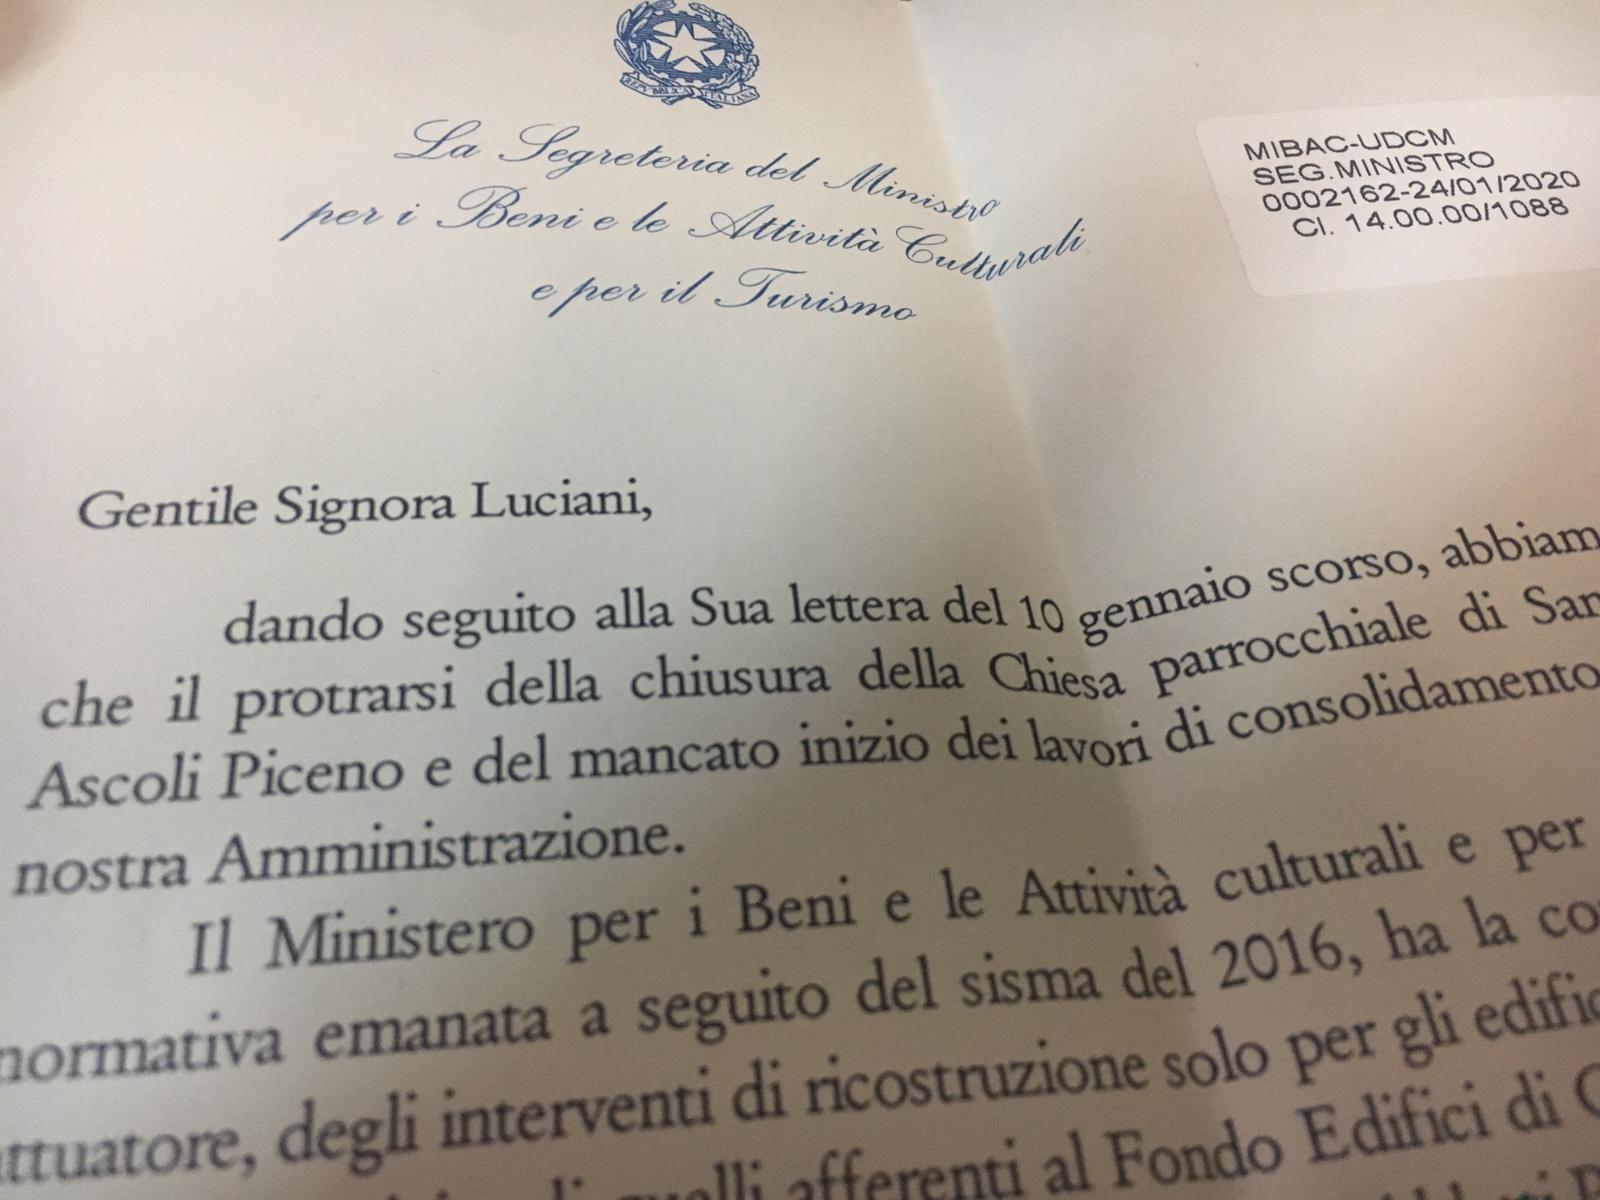 REPVBBLICA ITALIANA
La Segreteria del Ministro
per i Beni e le Attività Culturali
e per il Turismo
MIBAC-UDCM
SEG.MINISTRO
0002162-24/01/2020
Cl. 14.00.00/1088
Gentile Signora Luciani,
dando seguito alla Sua lettera del 10 gennaio scorso, abbiam
che il protrarsi della chiusura della Chiesa parrocchiale di San
Ascoli Piceno e del mancato inizio dei lavori di consolidamento
nostra Amministrazione.
Il Ministero per i Beni e le Attività culturali e per
normativa emanata a seguito del sisma del 2016, ha la co
ttuatore, degli interventi di ricostruzione solo per gli edific
quelli afferenti al Fondo Edifici di C